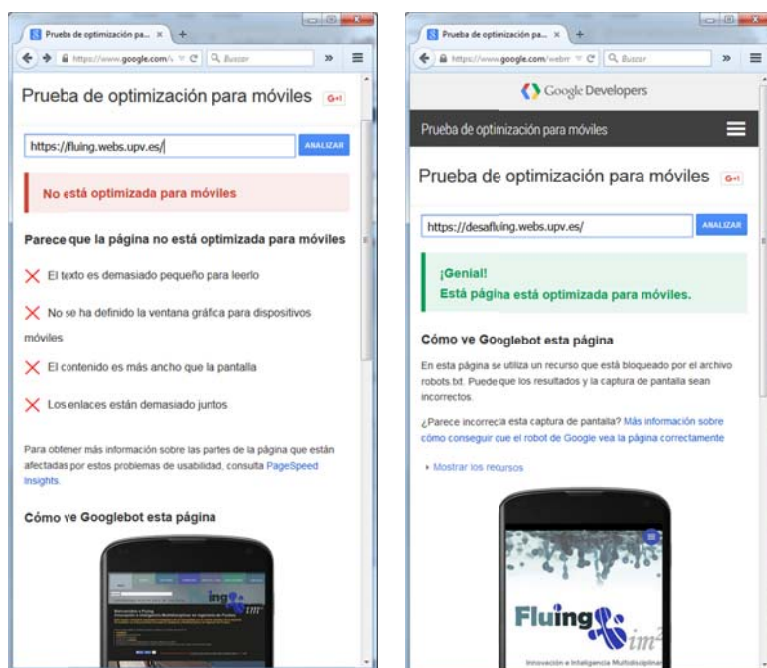 Prueba de optimización pa... × +
https://www.google.com/v Buscar
Prueba de optimización para móviles G+1
https://fluing.webs.upv.es/ ANALIZAR
No está optimizada para móviles
Parece que la página no está optimizada para móviles
El texto es demasiado pequeño para leerlo
No se ha definido la ventana gráfica para dispositivos
móviles
El contenido es más ancho que la pantalla
Los enlaces están demasiado juntos
Para obtener más información sobre las partes de la página que están
afectadas por estos problemas de usabilidad, consulta PageSpeed
Insights.
Cómo ve Googlebot esta página
ing
im²
Prueba de optimización pa... × +
https://www.google.com/webm Buscar
Google Developers
Prueba de optimización para móviles
Prueba de optimización para móviles G+1
https://desafluing.webs.upv.es/ ANALIZAR
¡Genial!
Está página está optimizada para móviles.
Cómo ve Googlebot esta página
En esta página se utiliza un recurso que está bloqueado por el archivo
robots.txt. Puede que los resultados y la captura de pantalla sean
incorrectos.
¿Parece incorrecta esta captura de pantalla? Más información sobre
cómo conseguir que el robot de Google vea la página correctamente
Mostrar los recursos
Fluing
im²
Innovación e Inteligencia Multidisciplinar